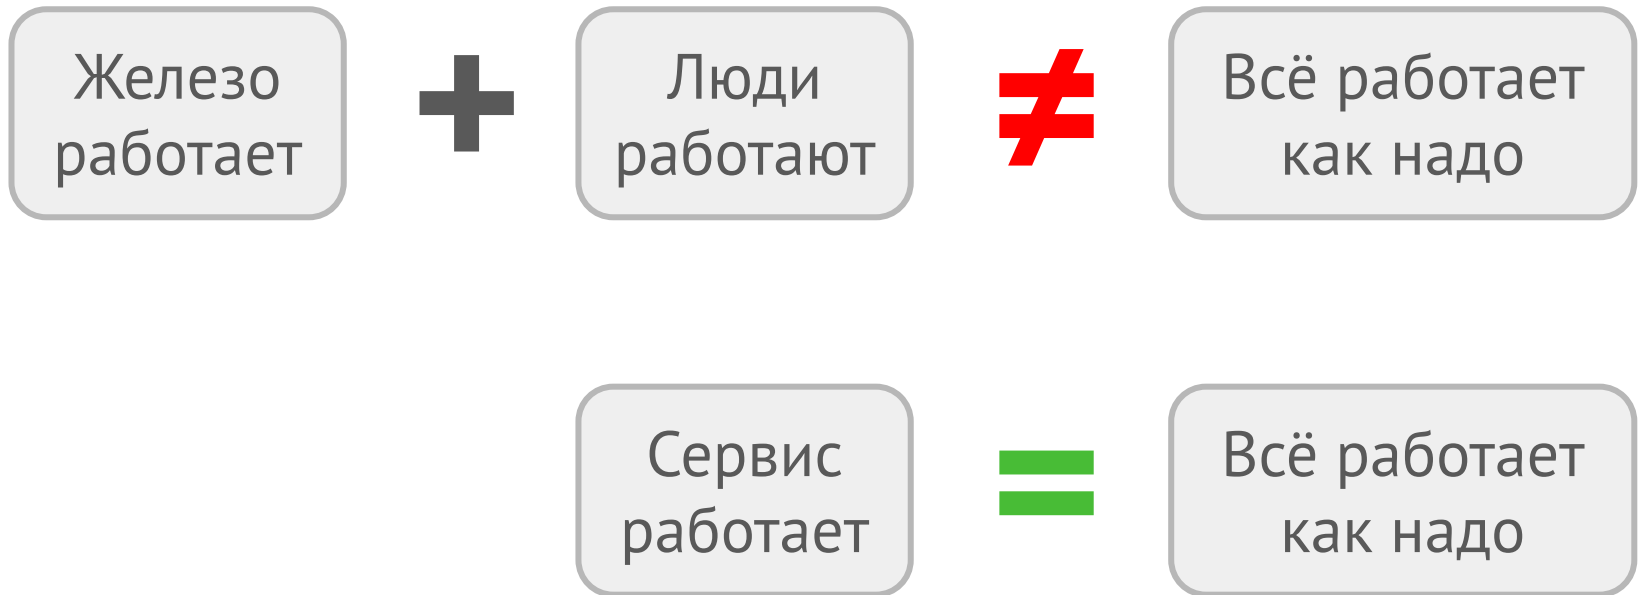 Железо
работает
+
Люди
работают
≠
Всё работает
как надо
Сервис
работает
=
Всё работает
как надо